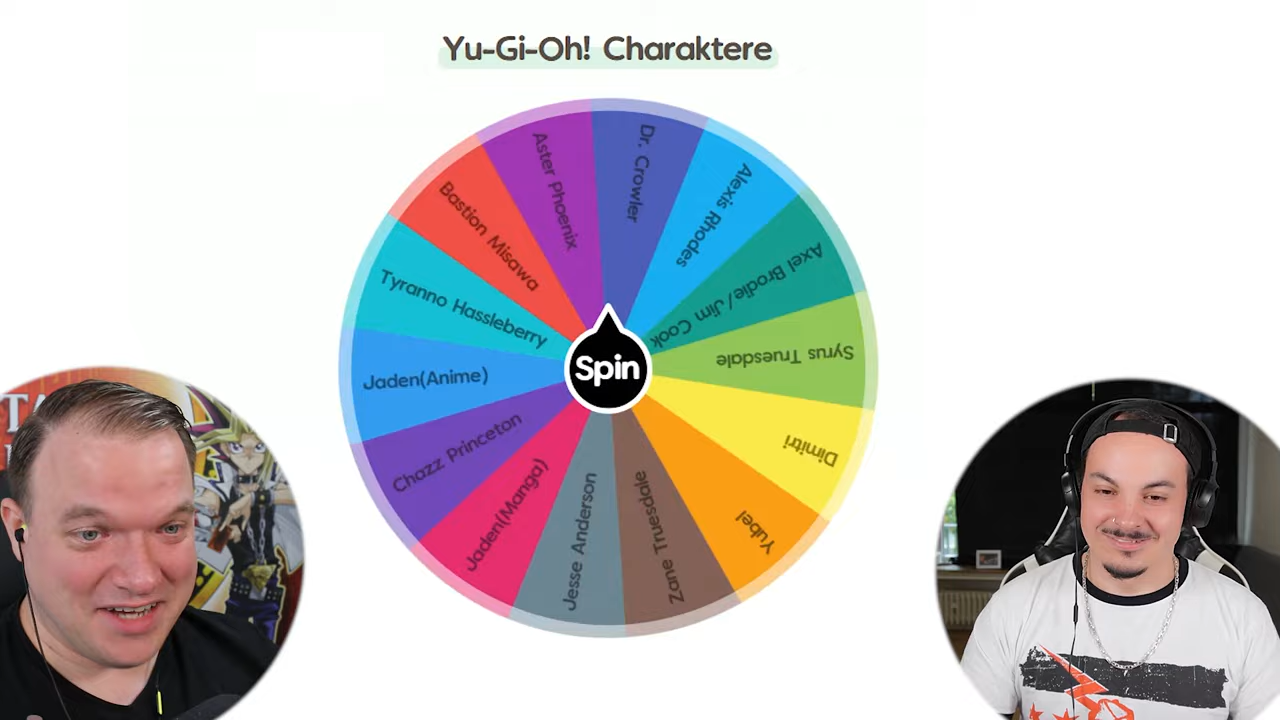 Yu-Gi-Oh! Charaktere
Dr. Crowler
Alexis Rhodes
Axel Brodie/Jim Cook
Syrus Truesdale
Dimitri
Yubel
Zane Truesdale
Jesse Anderson
Jaden(Manga)
Chazz Princeton
Jaden(Anime)
Tyranno Hassleberry
Bastion Misawa
Aster Phoenix
Spin